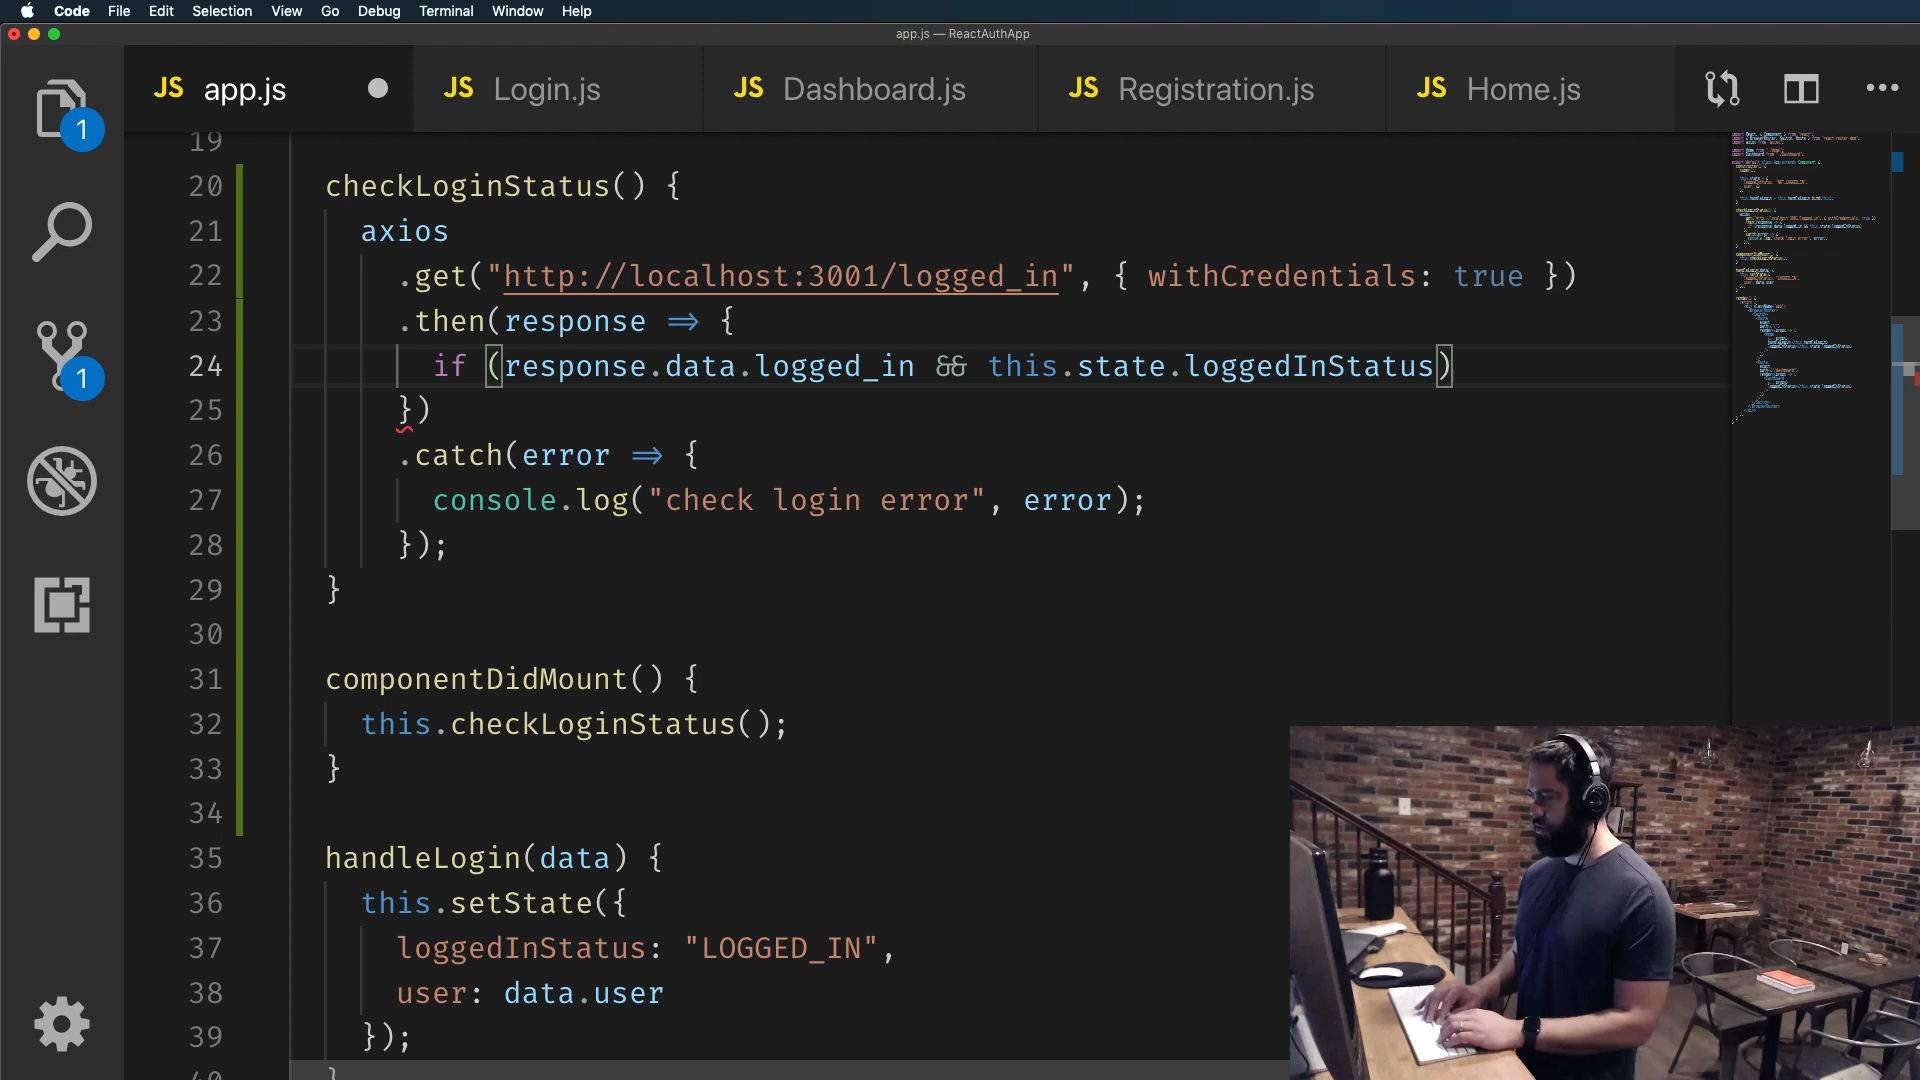 Code File Edit Selection View Go Debug Terminal Window Help
app.js — ReactAuthApp
JS app.js JS Login.js JS Dashboard.js JS Registration.js JS Home.js
1
1
19
20 checkLoginStatus() {
21 axios
22 .get("http://localhost:3001/logged_in", { withCredentials: true })
23 .then(response => {
24 if (response.data.logged_in && this.state.loggedInStatus)
25 })
26 .catch(error => {
27 console.log("check login error", error);
28 });
29 }
30
31 componentDidMount() {
32 this.checkLoginStatus();
33 }
34
35 handleLogin(data) {
36 this.setState({
37 loggedInStatus: "LOGGED_IN",
38 user: data.user
39 });
40 }